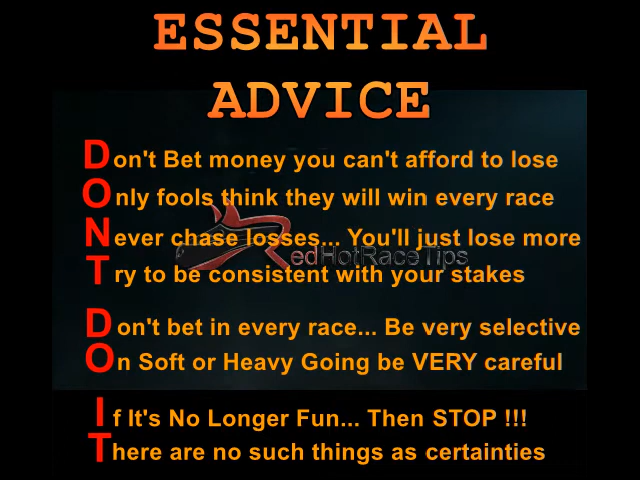 ESSENTIAL
ADVICE
Don't Bet money you can't afford to lose
Only fools think they will win every race
Never chase losses... You'll just lose more
RedHotRaceTips
Try to be consistent with your stakes
Don't bet in every race... Be very selective
On Soft or Heavy Going be VERY careful
If It's No Longer Fun... Then STOP !!!
There are no such things as certainties